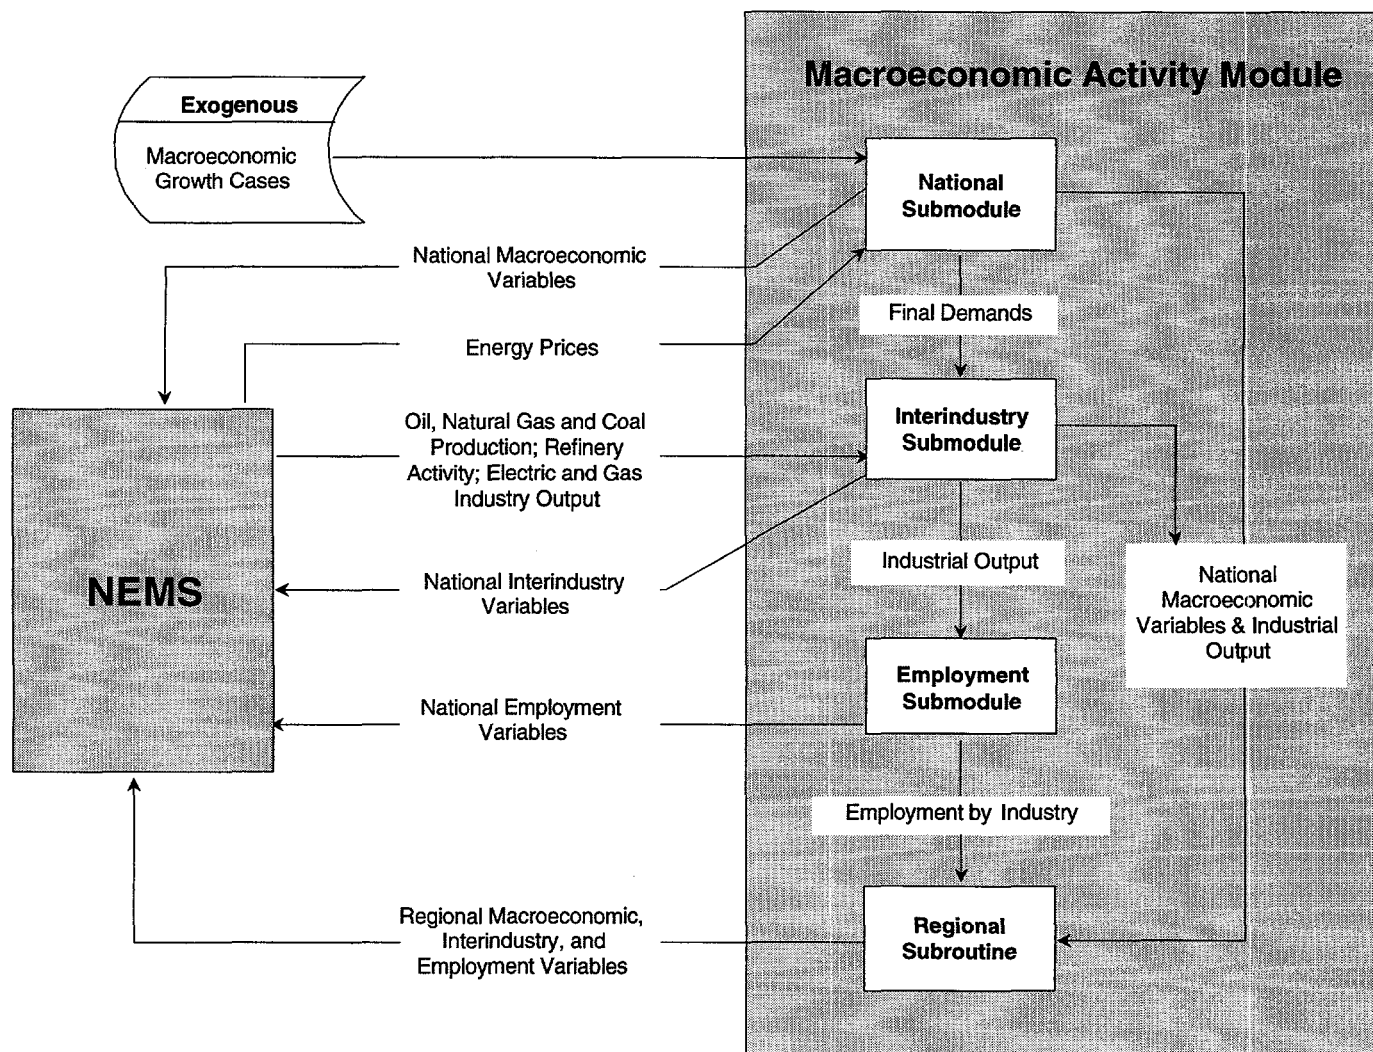 Macroeconomic Activity Module
Exogenous
Macroeconomic
Growth Cases
National
Submodule
National Macroeconomic
Variables
Final Demands
Energy Prices
Interindustry
Submodule
Oil, Natural Gas and Coal
Production; Refinery
Activity; Electric and Gas
Industry Output
Industrial Output
National
Macroeconomic
Variables & Industrial
Output
NEMS
National Interindustry
Variables
Employment
Submodule
National Employment
Variables
Employment by Industry
Regional
Subroutine
Regional Macroeconomic,
Interindustry, and
Employment Variables